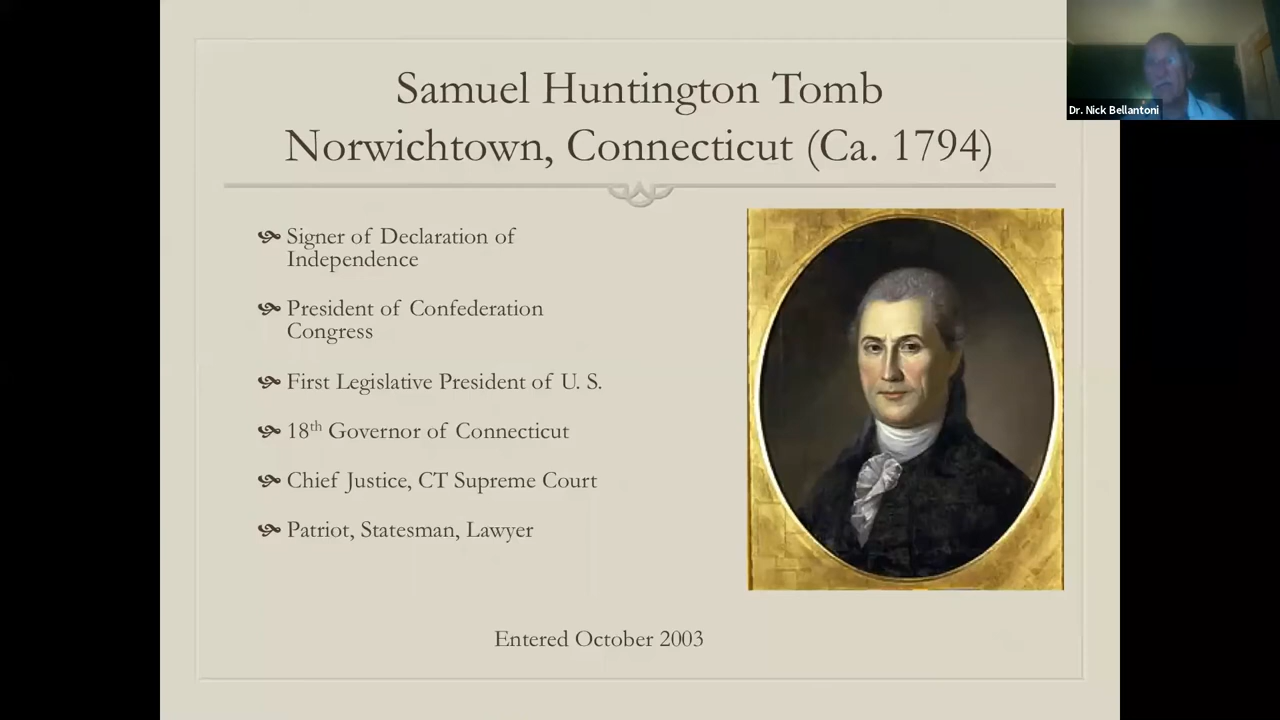 Samuel Huntington Tomb
Norwichtown, Connecticut (Ca. 1794)
Dr. Nick Bellantoni
Signer of Declaration of
Independence
President of Confederation
Congress
First Legislative President of U. S.
18th Governor of Connecticut
Chief Justice, CT Supreme Court
Patriot, Statesman, Lawyer
Entered October 2003